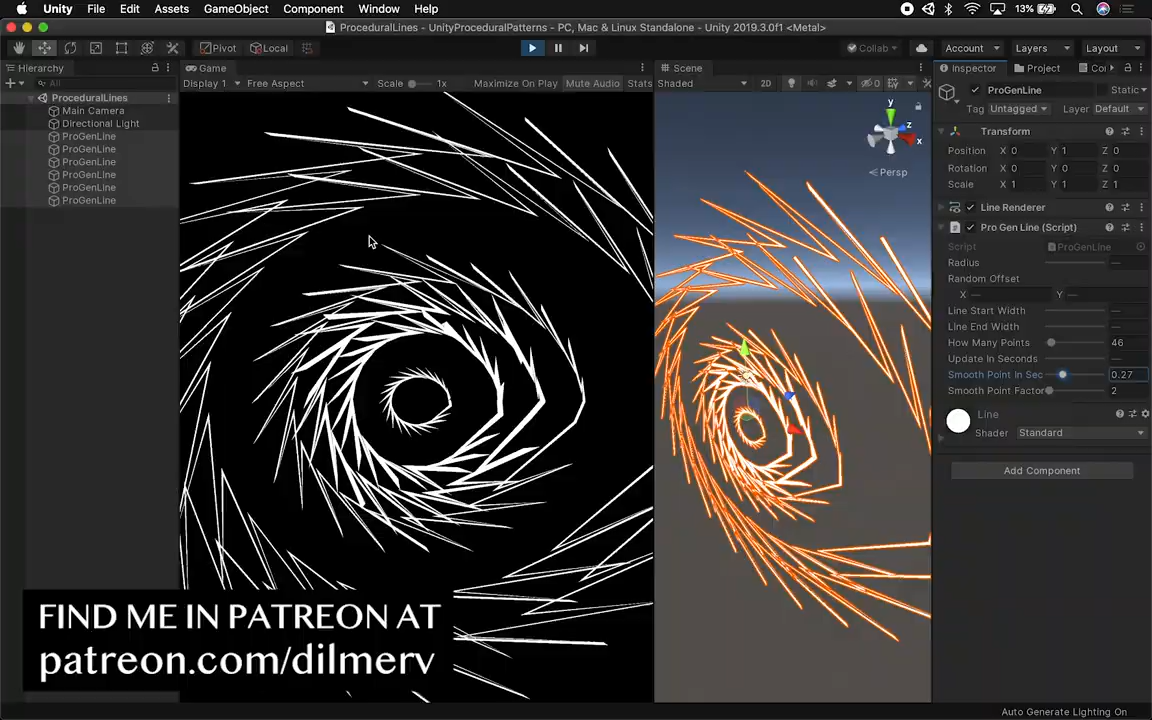 Unity File Edit Assets GameObject Component Window Help 13%
ProceduralLines - UnityProceduralPatterns - PC, Mac & Linux Standalone - Unity 2019.3.0f1 <Metal>
Pivot Local Collab Account Layers Layout
Hierarchy Game Scene Inspector Project
All Display 1 Free Aspect Scale 1x Maximize On Play Mute Audio Stats Shaded 2D 0 ProGenLine Static
ProceduralLines
Main Camera
Directional Light
ProGenLine
ProGenLine
ProGenLine
ProGenLine
ProGenLine
ProGenLine
y
z
x
Persp
Tag Untagged Layer Default
Transform
Position X 0 Y 1 Z 0
Rotation X 0 Y 0 Z 0
Scale X 1 Y 1 Z 1
Line Renderer
Pro Gen Line (Script)
Script ProGenLine
Radius —
Random Offset
X — Y —
Line Start Width —
Line End Width —
How Many Points 46
Update In Seconds —
Smooth Point In Sec 0.27
Smooth Point Factor 2
Line
Shader Standard
Add Component
FIND ME IN PATREON AT
patreon.com/dilmerv
Auto Generate Lighting On